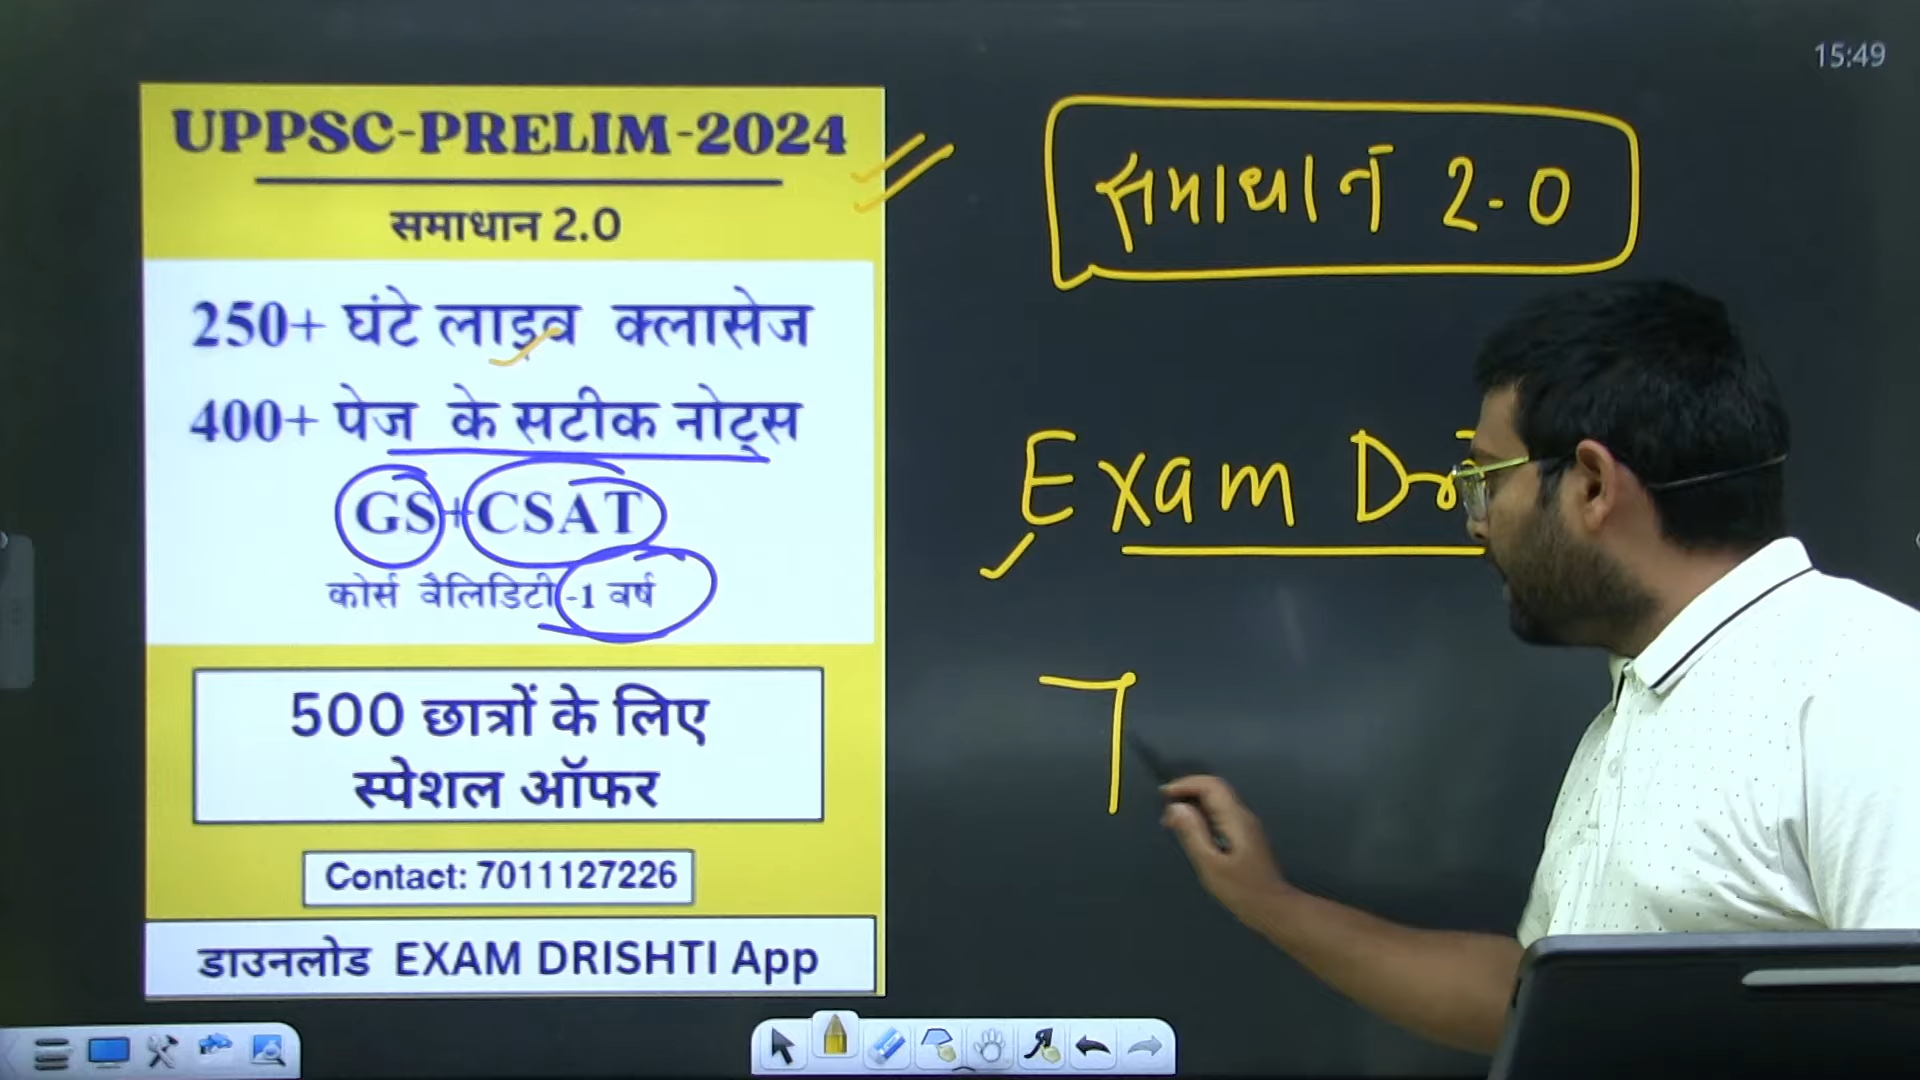 15:49
UPPSC-PRELIM-2024
समाधान 2.0
250+ घंटे लाइव क्लासेज
400+ पेज के सटीक नोट्स
GS+CSAT
कोर्स वैलिडिटी -1 वर्ष
500 छात्रों के लिए
स्पेशल ऑफर
Contact: 7011127226
डाउनलोड EXAM DRISHTI App
समाधान 2.0
Exam
7